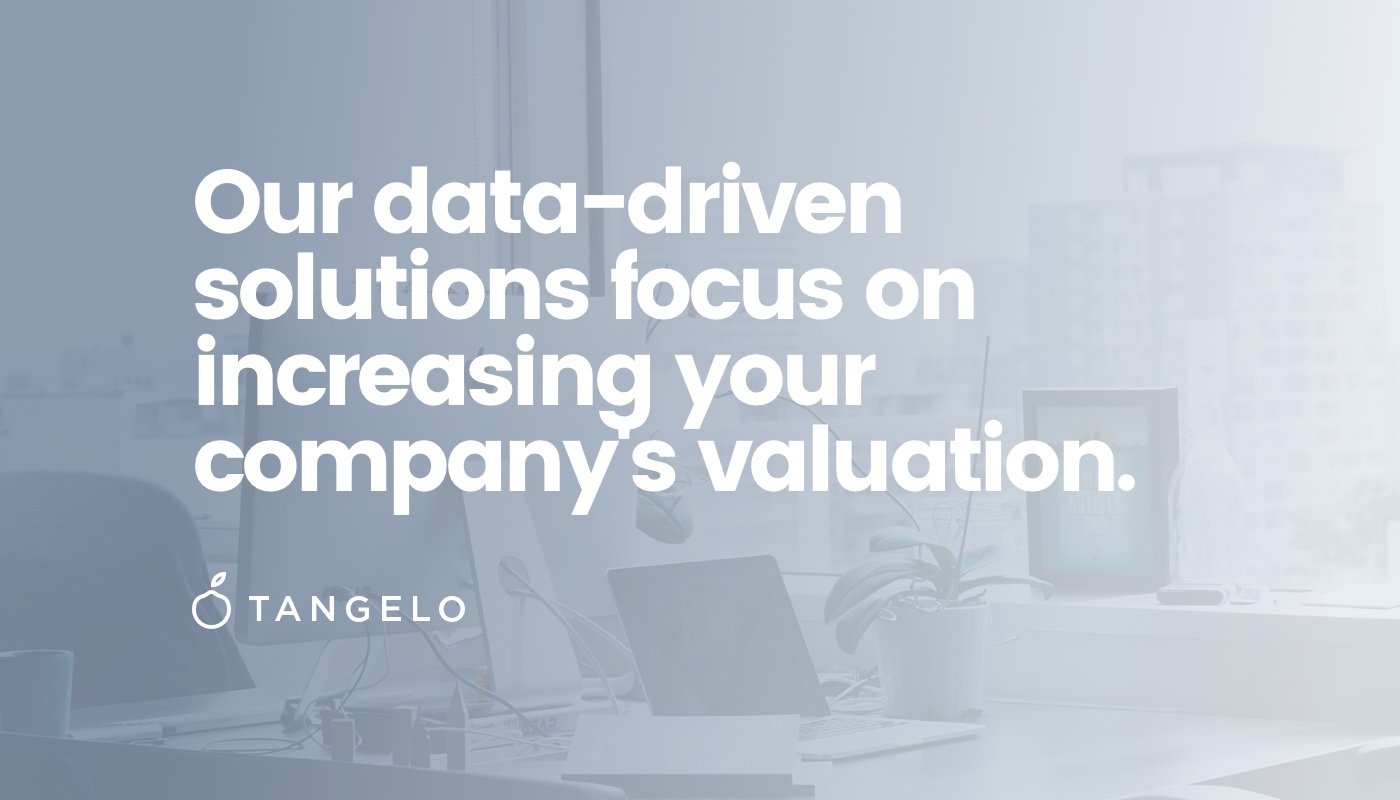 Our data-driven
solutions focus on
increasing your
company's valuation.
TANGELO